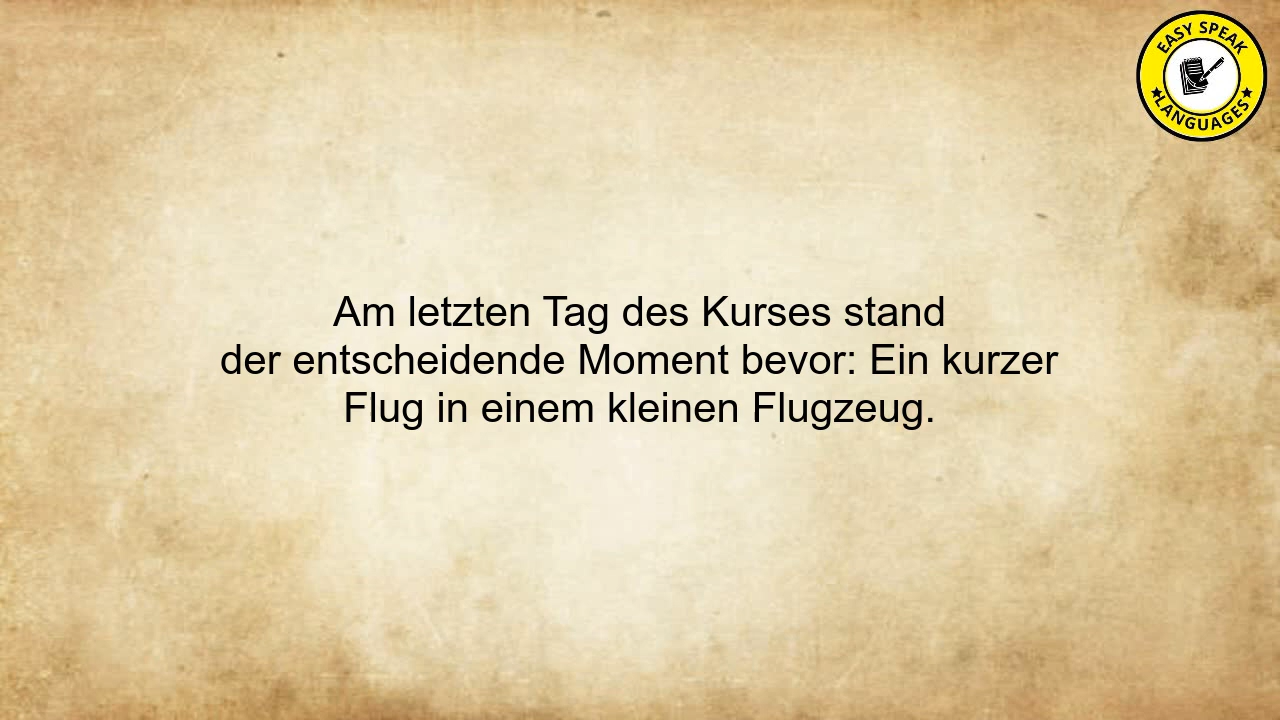 EASY SPEAK
LANGUAGES
Am letzten Tag des Kurses stand
der entscheidende Moment bevor: Ein kurzer
Flug in einem kleinen Flugzeug.